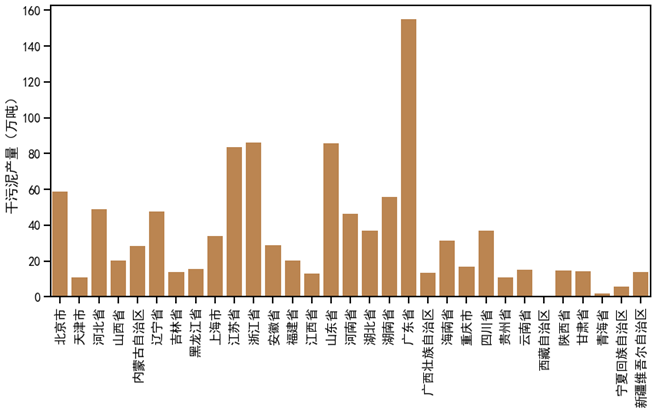 干污泥产量（万吨）
160
140
120
100
80
60
40
20
0
北京市
天津市
河北省
山西省
内蒙古自治区
辽宁省
吉林省
黑龙江省
上海市
江苏省
浙江省
安徽省
福建省
江西省
山东省
河南省
湖北省
湖南省
广东省
广西壮族自治区
海南省
重庆市
四川省
贵州省
云南省
西藏自治区
陕西省
甘肃省
青海省
宁夏回族自治区
新疆维吾尔自治区